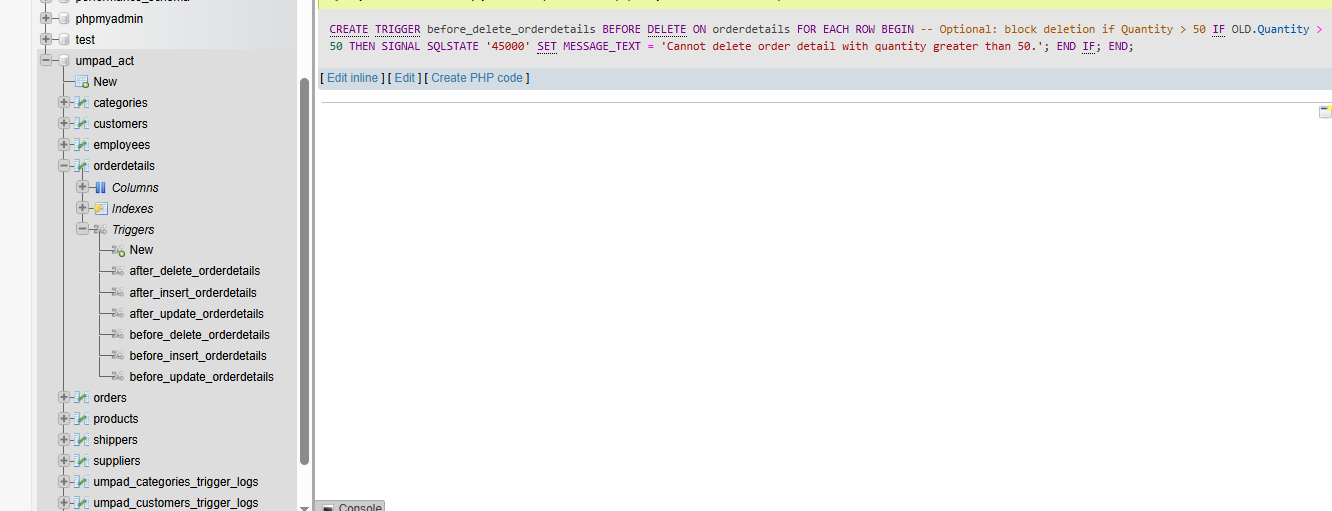 phpmyadmin
test
umpad_act
New
categories
customers
employees
orderdetails
Columns
Indexes
Triggers
New
after_delete_orderdetails
after_insert_orderdetails
after_update_orderdetails
before_delete_orderdetails
before_insert_orderdetails
before_update_orderdetails
orders
products
shippers
suppliers
umpad_categories_trigger_logs
umpad_customers_trigger_logs
CREATE TRIGGER before_delete_orderdetails BEFORE DELETE ON orderdetails FOR EACH ROW BEGIN -- Optional: block deletion if Quantity > 50 IF OLD.Quantity >
50 THEN SIGNAL SQLSTATE '45000' SET MESSAGE_TEXT = 'Cannot delete order detail with quantity greater than 50.'; END IF; END;
[ Edit inline ] [ Edit ] [ Create PHP code ]
Console